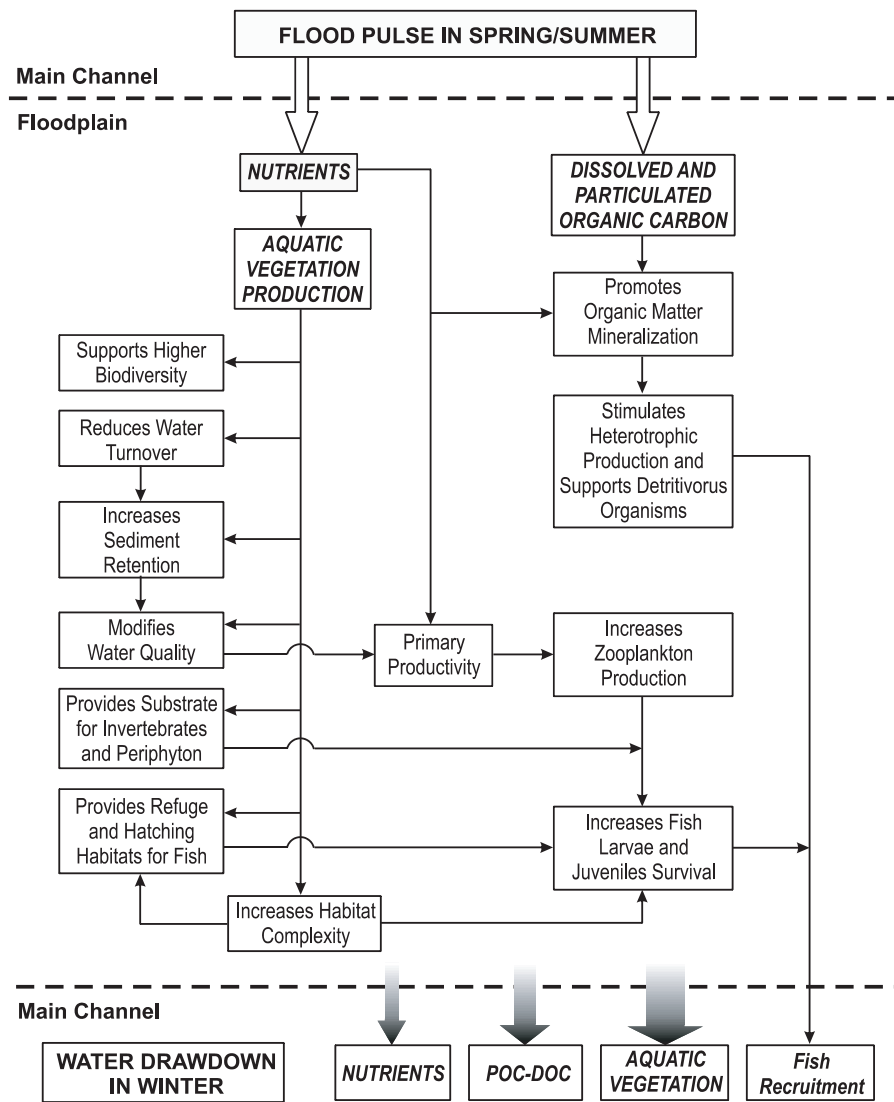 FLOOD PULSE IN SPRING/SUMMER
Main Channel
Floodplain
NUTRIENTS
DISSOLVED AND
PARTICULATED
ORGANIC CARBON
AQUATIC
VEGETATION
PRODUCTION
Promotes
Organic Matter
Mineralization
Supports Higher
Biodiversity
Stimulates
Heterotrophic
Production and
Supports Detritivorus
Organisms
Reduces Water
Turnover
Increases
Sediment
Retention
Modifies
Water Quality
Primary
Productivity
Increases
Zooplankton
Production
Provides Substrate
for Invertebrates
and Periphyton
Provides Refuge
and Hatching
Habitats for Fish
Increases Fish
Larvae and
Juveniles Survival
Increases Habitat
Complexity
Main Channel
WATER DRAWDOWN
IN WINTER
NUTRIENTS
POC-DOC
AQUATIC
VEGETATION
Fish
Recruitment